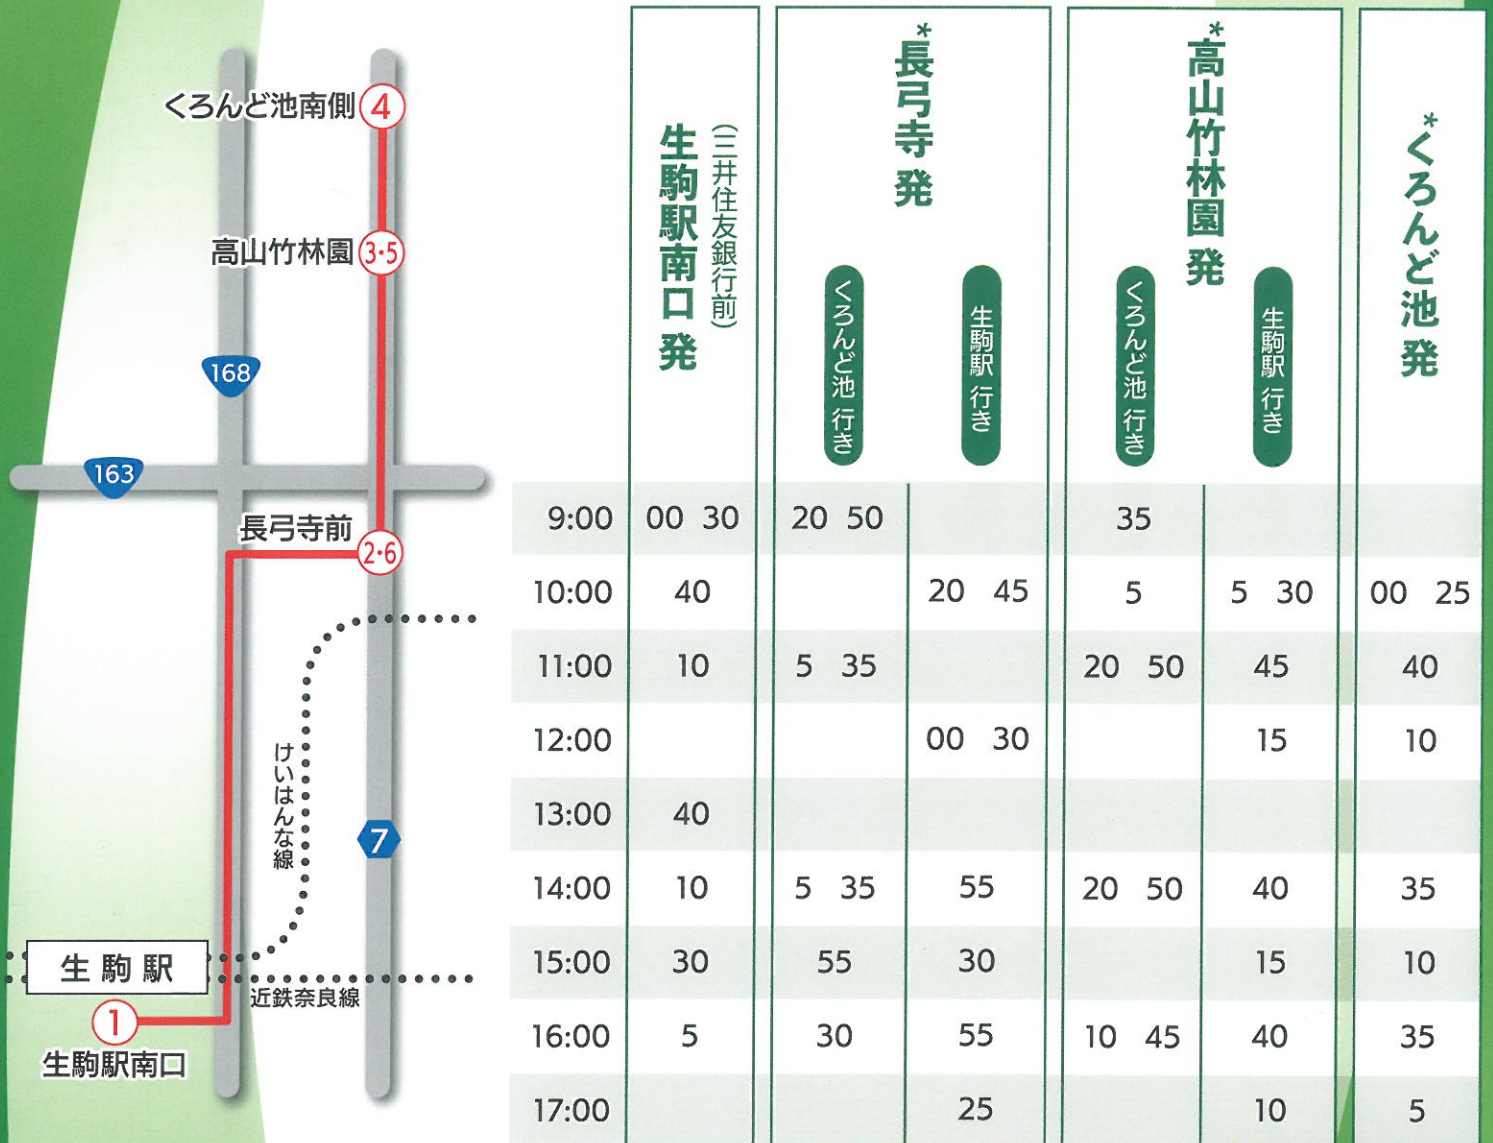 くろんど池南側 4
高山竹林園 3・5
168
163
長弓寺前 2・6
けいはんな線
7
生駒駅
近鉄奈良線
1
生駒駅南口
生駒駅南口 発
(三井住友銀行前)
*長弓寺 発
くろんど池 行き
生駒駅 行き
*高山竹林園 発
くろんど池 行き
生駒駅 行き
*くろんど池 発
9:00 00 30 20 50 35
10:00 40 20 45 5 5 30 00 25
11:00 10 5 35 20 50 45 40
12:00 00 30 15 10
13:00 40
14:00 10 5 35 55 20 50 40 35
15:00 30 55 30 15 10
16:00 5 30 55 10 45 40 35
17:00 25 10 5